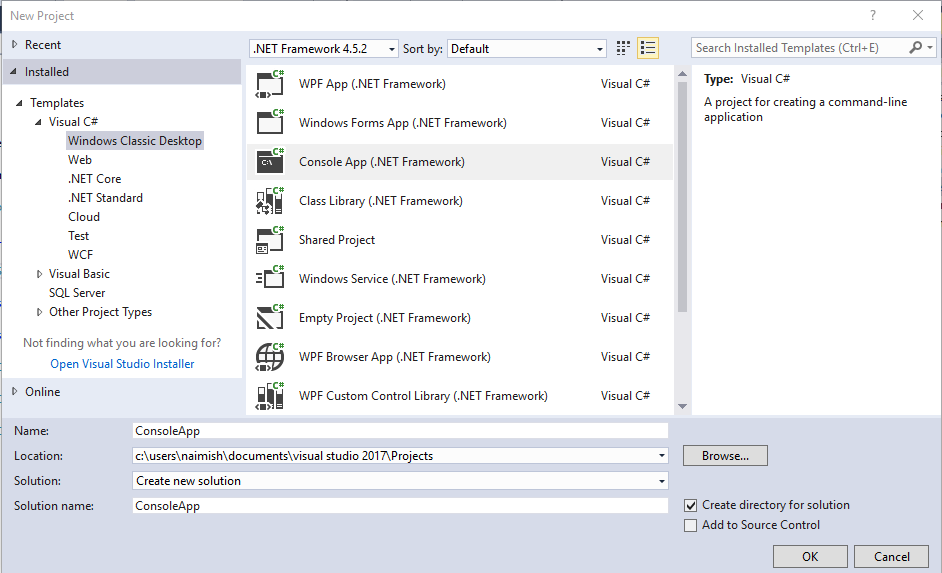 New Project
?
Recent
Installed
Templates
Visual C#
Windows Classic Desktop
Web
.NET Core
.NET Standard
Cloud
Test
WCF
Visual Basic
SQL Server
Other Project Types
Not finding what you are looking for?
Open Visual Studio Installer
Online
.NET Framework 4.5.2 Sort by: Default
WPF App (.NET Framework) Visual C#
Windows Forms App (.NET Framework) Visual C#
Console App (.NET Framework) Visual C#
Class Library (.NET Framework) Visual C#
Shared Project Visual C#
Windows Service (.NET Framework) Visual C#
Empty Project (.NET Framework) Visual C#
WPF Browser App (.NET Framework) Visual C#
WPF Custom Control Library (.NET Framework) Visual C#
Search Installed Templates (Ctrl+E)
Type: Visual C#
A project for creating a command-line
application
Name: ConsoleApp
Location: c:\users\naimish\documents\visual studio 2017\Projects Browse...
Solution: Create new solution
Solution name: ConsoleApp
Create directory for solution
Add to Source Control
OK Cancel